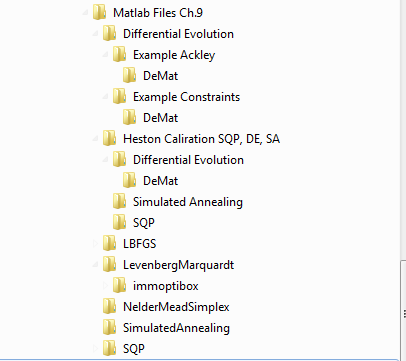 Matlab Files Ch.9
Differential Evolution
Example Ackley
DeMat
Example Constraints
DeMat
Heston Caliration SQP, DE, SA
Differential Evolution
DeMat
Simulated Annealing
SQP
LBFGS
LevenbergMarquardt
immoptibox
NelderMeadSimplex
SimulatedAnnealing
SQP